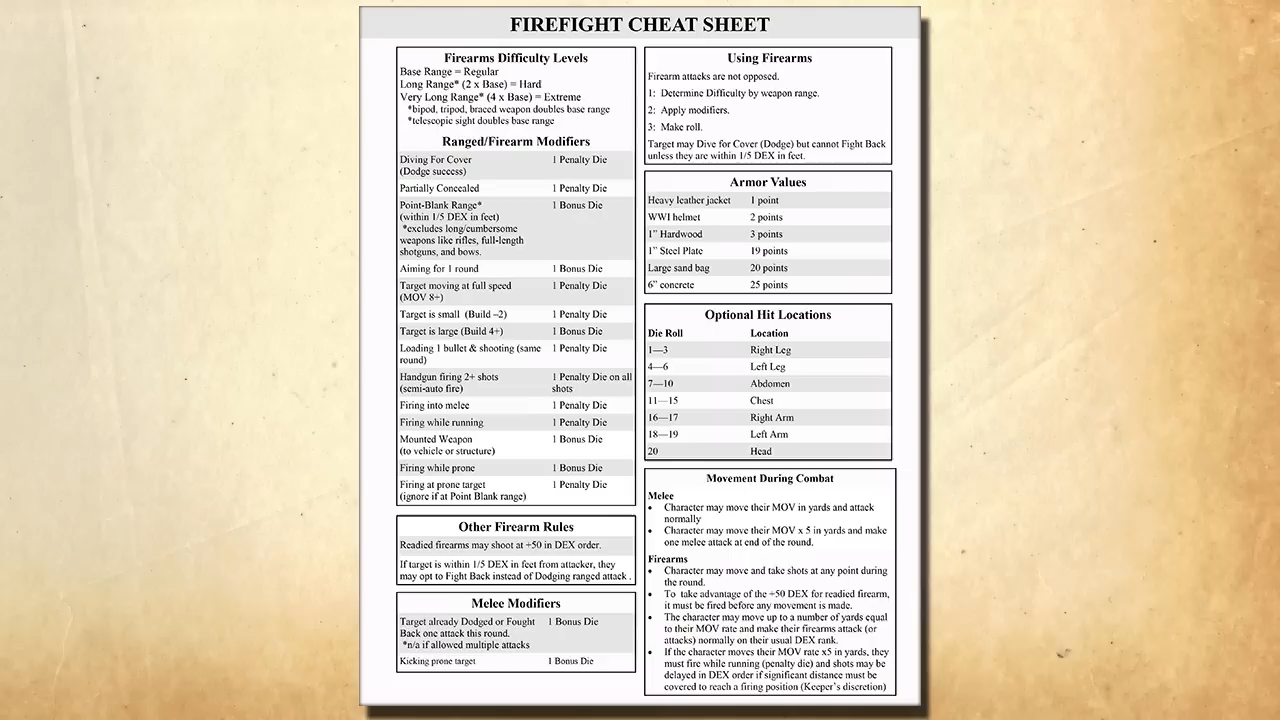 FIREFIGHT CHEAT SHEET
Firearms Difficulty Levels
Base Range = Regular
Long Range* (2 x Base) = Hard
Very Long Range* (4 x Base) = Extreme
*bipod, tripod, braced weapon doubles base range
*telescopic sight doubles base range
Ranged/Firearm Modifiers
Diving For Cover 1 Penalty Die
(Dodge success)
Partially Concealed 1 Penalty Die
Point-Blank Range* 1 Bonus Die
(within 1/5 DEX in feet)
*excludes long/cumbersome
weapons like rifles, full-length
shotguns, and bows.
Aiming for 1 round 1 Bonus Die
Target moving at full speed 1 Penalty Die
(MOV 8+)
Target is small (Build –2) 1 Penalty Die
Target is large (Build 4+) 1 Bonus Die
Loading 1 bullet & shooting (same 1 Penalty Die
round)
Handgun firing 2+ shots 1 Penalty Die on all
(semi-auto fire) shots
Firing into melee 1 Penalty Die
Firing while running 1 Penalty Die
Mounted Weapon 1 Bonus Die
(to vehicle or structure)
Firing while prone 1 Bonus Die
Firing at prone target 1 Penalty Die
(ignore if at Point Blank range)
Other Firearm Rules
Readied firearms may shoot at +50 in DEX order.
If target is within 1/5 DEX in feet from attacker, they
may opt to Fight Back instead of Dodging ranged attack .
Melee Modifiers
Target already Dodged or Fought 1 Bonus Die
Back one attack this round.
*n/a if allowed multiple attacks
Kicking prone target 1 Bonus Die
Using Firearms
Firearm attacks are not opposed.
1: Determine Difficulty by weapon range.
2: Apply modifiers.
3: Make roll.
Target may Dive for Cover (Dodge) but cannot Fight Back
unless they are within 1/5 DEX in feet.
Armor Values
Heavy leather jacket 1 point
WWI helmet 2 points
1” Hardwood 3 points
1” Steel Plate 19 points
Large sand bag 20 points
6” concrete 25 points
Optional Hit Locations
Die Roll Location
1—3 Right Leg
4—6 Left Leg
7—10 Abdomen
11—15 Chest
16—17 Right Arm
18—19 Left Arm
20 Head
Movement During Combat
Melee
• Character may move their MOV in yards and attack
normally
• Character may move their MOV x 5 in yards and make
one melee attack at end of the round.
Firearms
• Character may move and take shots at any point during
the round.
• To take advantage of the +50 DEX for readied firearm,
it must be fired before any movement is made.
• The character may move up to a number of yards equal
to their MOV rate and make their firearms attack (or
attacks) normally on their usual DEX rank.
• If the character moves their MOV rate x5 in yards, they
must fire while running (penalty die) and shots may be
delayed in DEX order if significant distance must be
covered to reach a firing position (Keeper’s discretion)